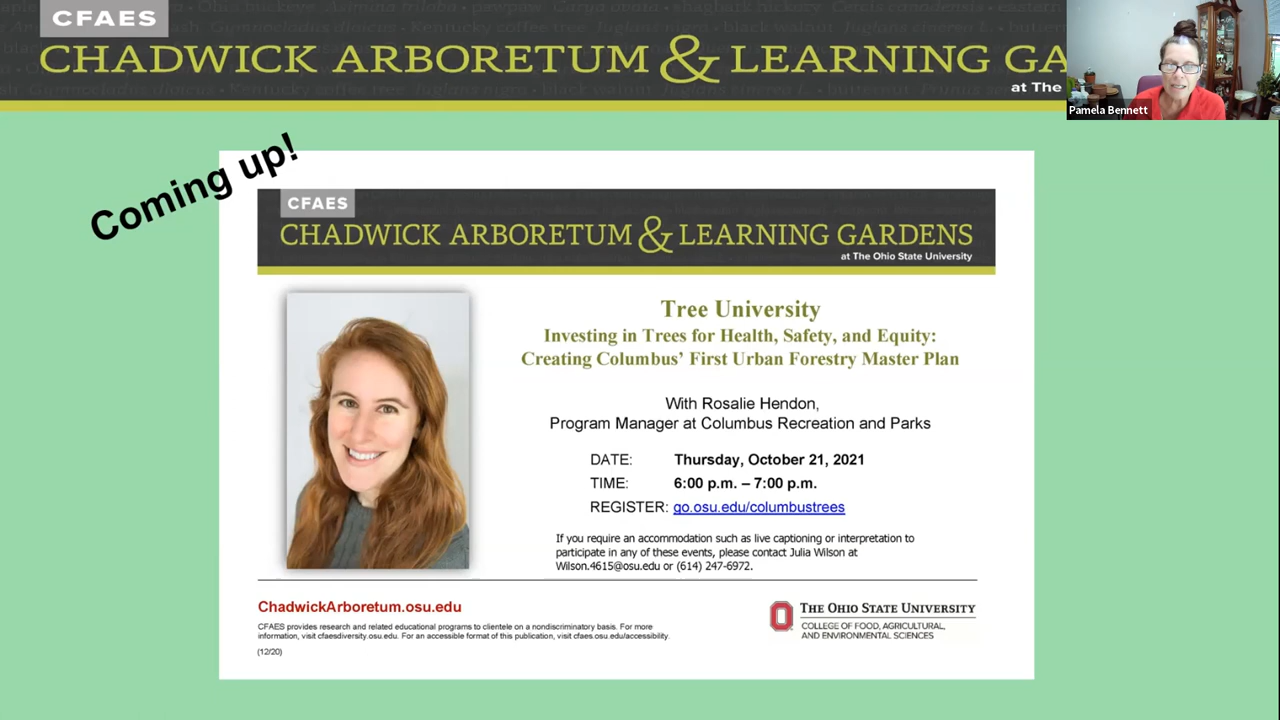 CFAES
CHADWICK ARBORETUM & LEARNING GA
at The
Pamela Bennett
Coming up!
CFAES
CHADWICK ARBORETUM & LEARNING GARDENS
at The Ohio State University
Tree University
Investing in Trees for Health, Safety, and Equity:
Creating Columbus’ First Urban Forestry Master Plan
With Rosalie Hendon,
Program Manager at Columbus Recreation and Parks
DATE: Thursday, October 21, 2021
TIME: 6:00 p.m. – 7:00 p.m.
REGISTER: go.osu.edu/columbustrees
If you require an accommodation such as live captioning or interpretation to
participate in any of these events, please contact Julia Wilson at
Wilson.4615@osu.edu or (614) 247-6972.
ChadwickArboretum.osu.edu
CFAES provides research and related educational programs to clientele on a nondiscriminatory basis. For more
information, visit cfaesdiversity.osu.edu. For an accessible format of this publication, visit cfaes.osu.edu/accessibility.
(12/20)
THE OHIO STATE UNIVERSITY
COLLEGE OF FOOD, AGRICULTURAL,
AND ENVIRONMENTAL SCIENCES